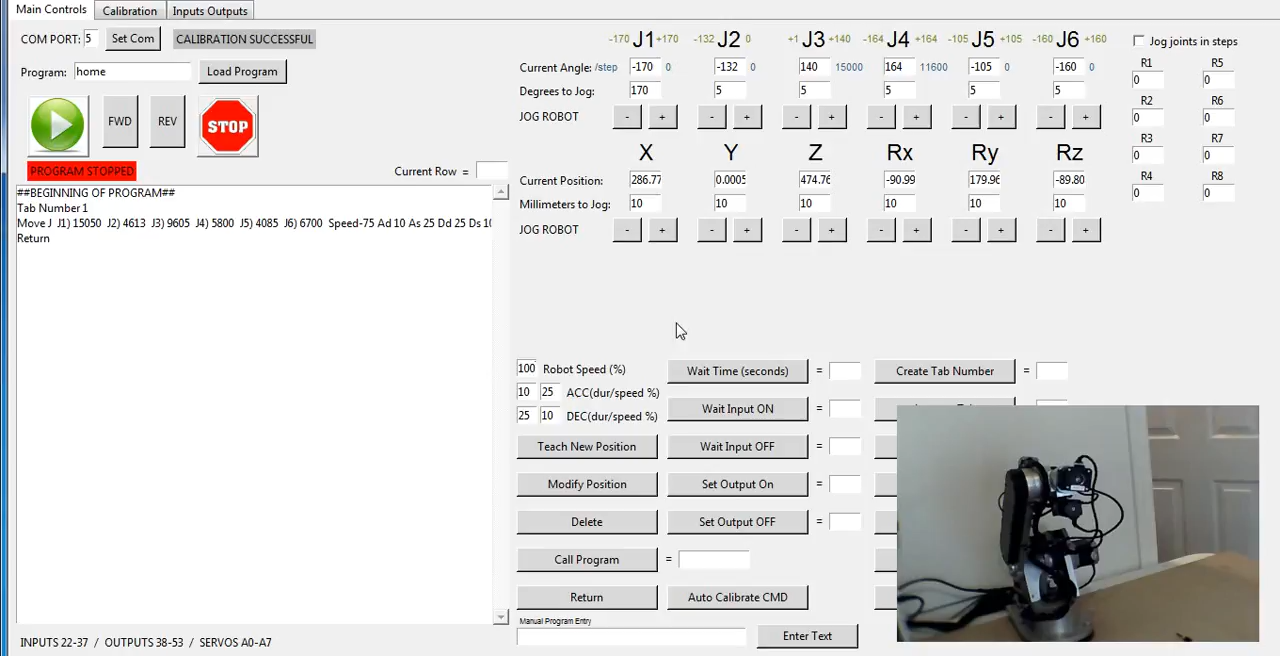 Main Controls Calibration Inputs Outputs
COM PORT: 5 Set Com CALIBRATION SUCCESSFUL
Program: home Load Program
FWD REV STOP
PROGRAM STOPPED Current Row =
##BEGINNING OF PROGRAM##
Tab Number 1
Move J J1) 15050 J2) 4613 J3) 9605 J4) 5800 J5) 4085 J6) 6700 Speed-75 Ad 10 As 25 Dd 25 Ds 10
Return
INPUTS 22-37 / OUTPUTS 38-53 / SERVOS A0-A7
-170 J1 +170 -132 J2 0 +1 J3 +140 -164 J4 +164 -105 J5 +105 -160 J6 +160
Current Angle: /step -170 0 -132 0 140 15000 164 11600 -105 0 -160 0
Degrees to Jog: 170 5 5 5 5 5
JOG ROBOT - + - + - + - + - + - +
X Y Z Rx Ry Rz
Current Position: 286.77 0.0005 474.76 -90.99 179.96 -89.80
Millimeters to Jog: 10 10 10 10 10 10
JOG ROBOT - + - + - + - + - + - +
Jog joints in steps
R1 R5
0 0
R2 R6
0 0
R3 R7
0 0
R4 R8
0 0
100 Robot Speed (%) Wait Time (seconds) = Create Tab Number =
10 25 ACC(dur/speed %) Wait Input ON =
25 10 DEC(dur/speed %)
Teach New Position Wait Input OFF =
Modify Position Set Output On =
Delete Set Output OFF =
Call Program =
Return Auto Calibrate CMD
Manual Program Entry
Enter Text